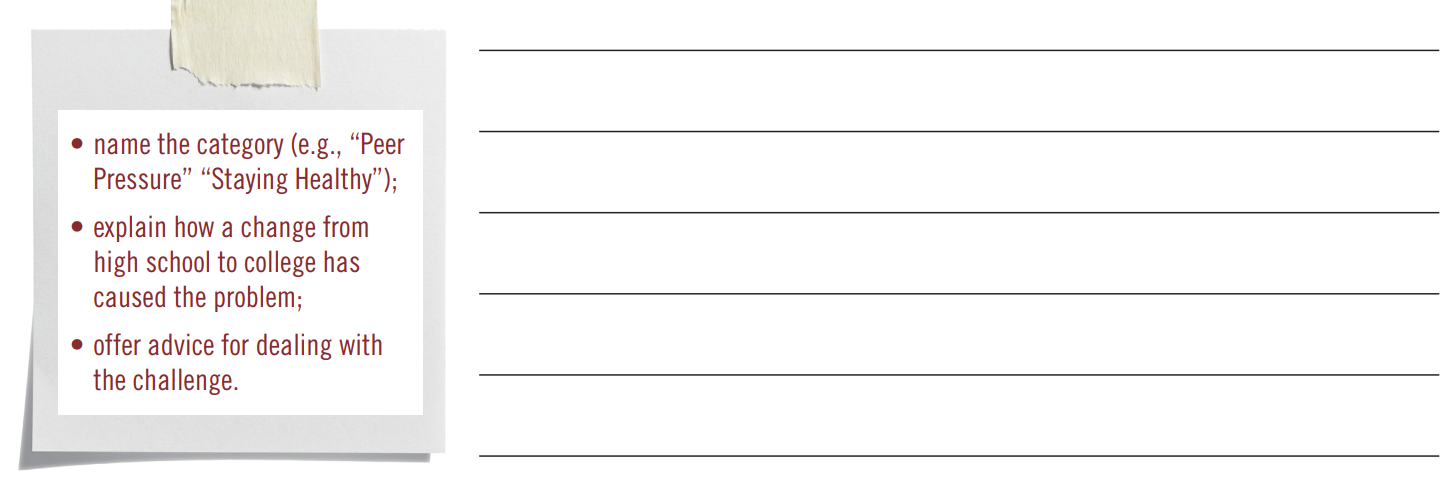 • name the category (e.g., “Peer
Pressure” “Staying Healthy”);
• explain how a change from
high school to college has
caused the problem;
• offer advice for dealing with
the challenge.